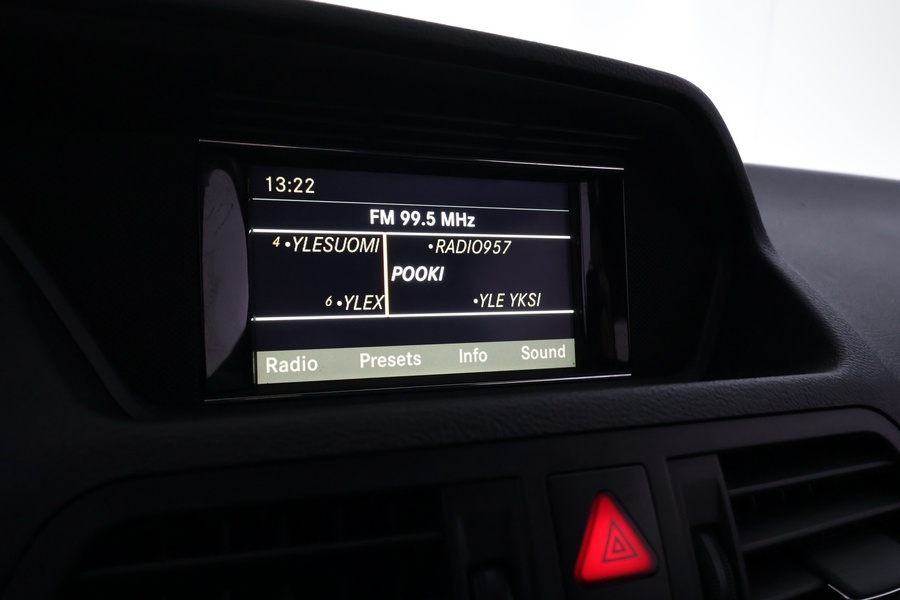 13:22
FM 99.5 MHz
4 •YLESUOMI •RADIO957
POOKI
6 •YLEX •YLE YKSI
Radio Presets Info Sound